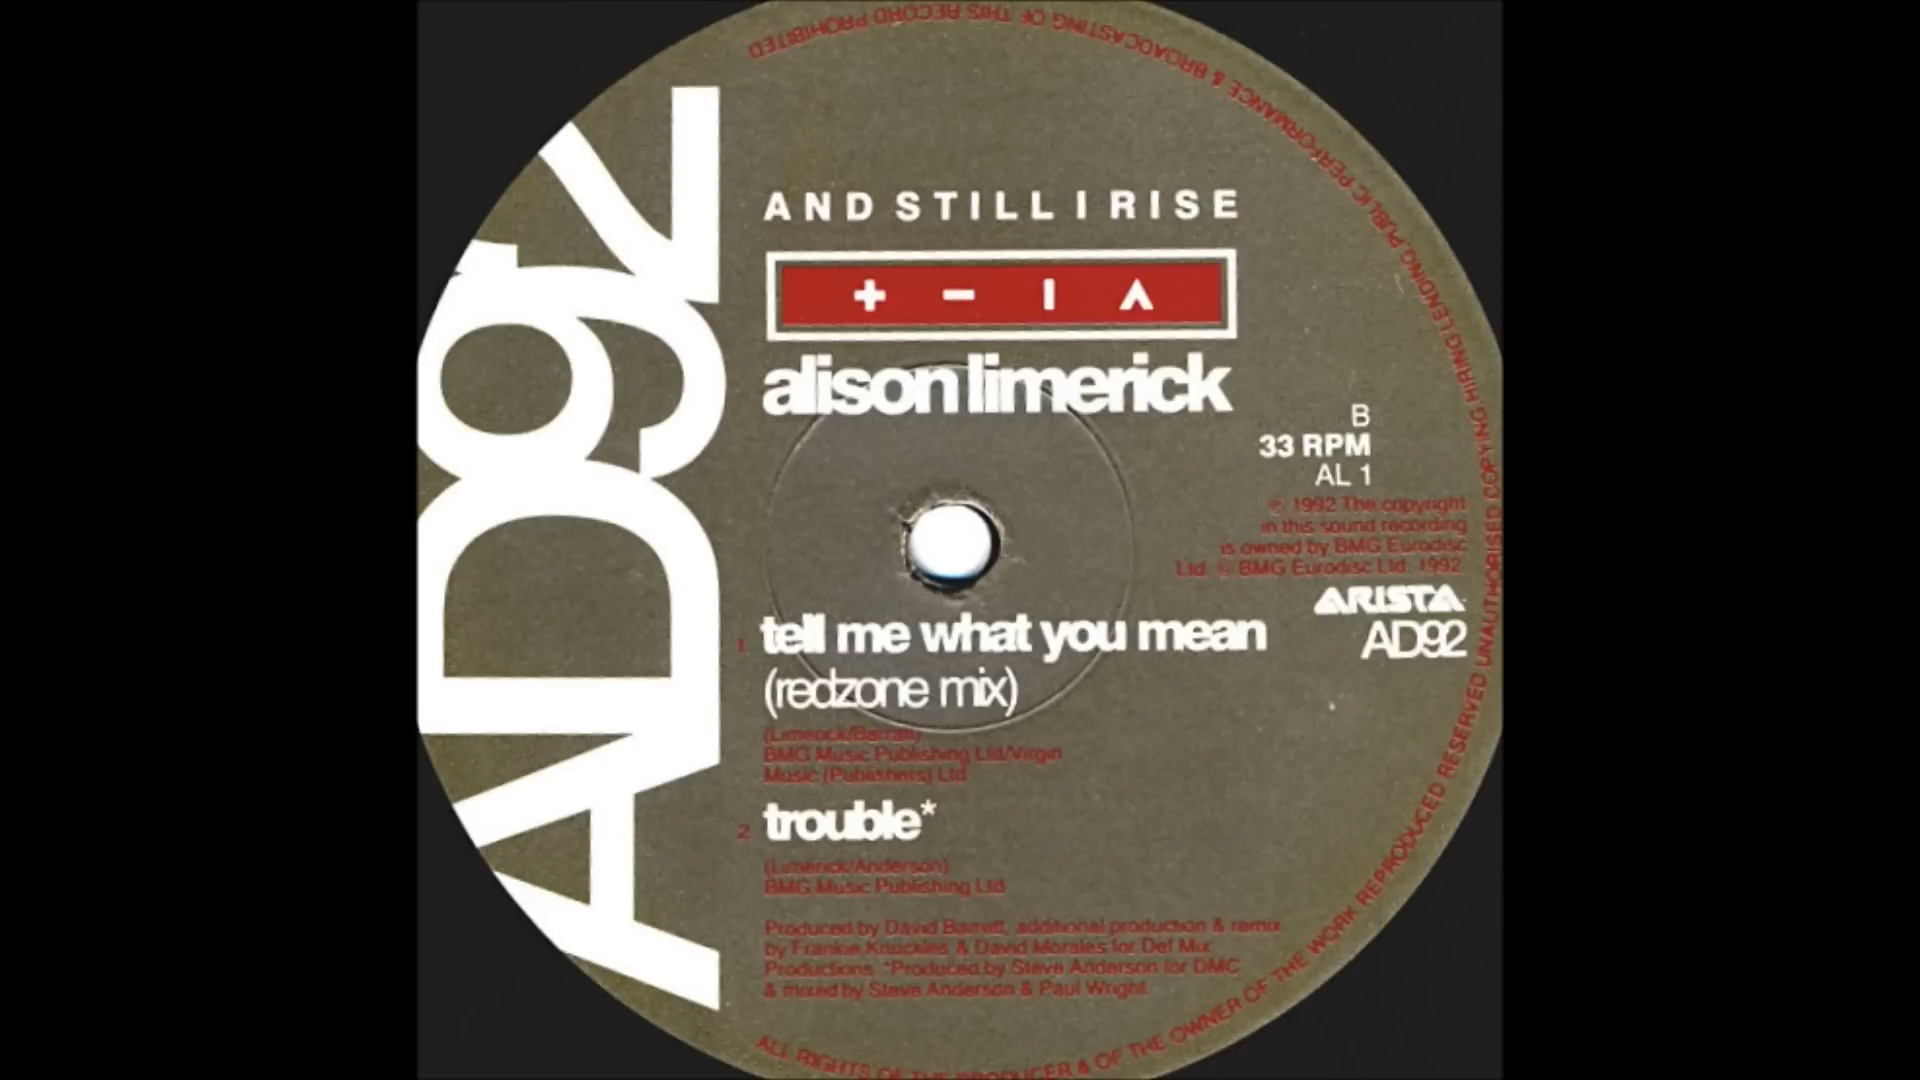 AD92
AND STILL I RISE
+ – I ^
alison limerick
B
33 RPM
AL 1
℗ 1992 The copyright
in this sound recording
is owned by BMG Eurodisc
Ltd. © BMG Eurodisc Ltd. 1992.
ARISTA
AD92
1. tell me what you mean
(redzone mix)
(Limerick/Barratt)
BMG Music Publishing Ltd/Virgin
Music (Publishers) Ltd
2. trouble*
(Limerick/Anderson)
BMG Music Publishing Ltd
Produced by David Barratt, additional production & remix
by Frankie Knuckles & David Morales for Def Mix
Productions. *Produced by Steve Anderson for DMC
& mixed by Steve Anderson & Paul Wright.
ALL RIGHTS OF THE PRODUCER & OF THE OWNER OF THE WORK REPRODUCED RESERVED UNAUTHORISED COPYING, HIRING, LENDING, PUBLIC PERFORMANCE & BROADCASTING OF THIS RECORD PROHIBITED